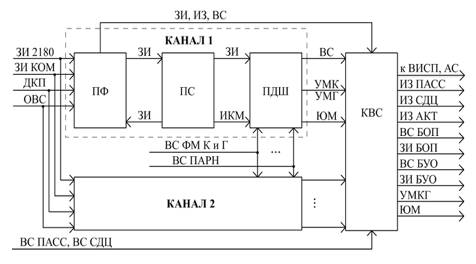 ЗИ, ИЗ, ВС
КАНАЛ 1
ЗИ 2180
ЗИ КОМ
ДКП
ОВС
ПФ
ЗИ
ЗИ
ПС
ЗИ
ИКМ
ПДШ
ВС
УМК
УМГ
ЮМ
КВС
к ВИСП, АС
ИЗ ПАСС
ИЗ СДЦ
ИЗ АКТ
ВС БОП
ЗИ БОП
ВС БУО
ЗИ БУО
УМКГ
ЮМ
ВС ФМ К и Г
...
ВС ПАРН
КАНАЛ 2
⋮
ВС ПАСС, ВС СДЦ